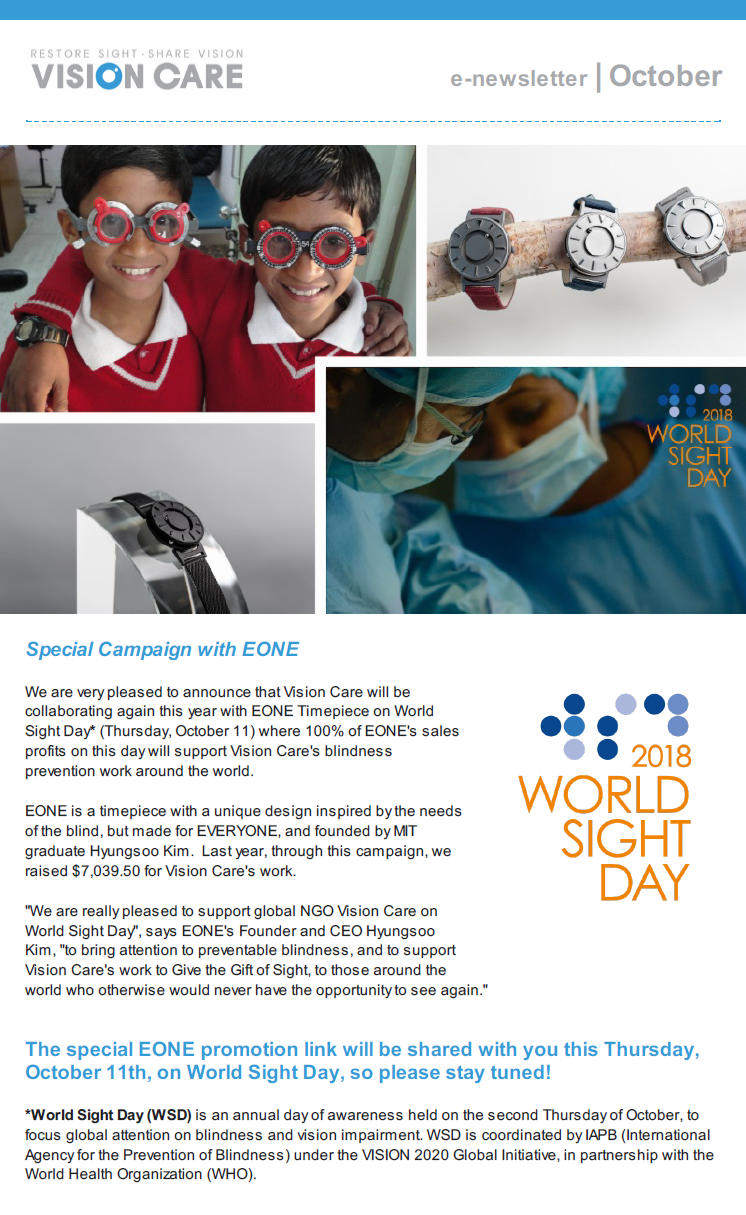 RESTORE SIGHT · SHARE VISION
VISION CARE
e-newsletter | October
2018
WORLD
SIGHT
DAY
Special Campaign with EONE
We are very pleased to announce that Vision Care will be
collaborating again this year with EONE Timepiece on World
Sight Day* (Thursday, October 11) where 100% of EONE's sales
profits on this day will support Vision Care's blindness
prevention work around the world.
EONE is a timepiece with a unique design inspired by the needs
of the blind, but made for EVERYONE, and founded by MIT
graduate Hyungsoo Kim.  Last year, through this campaign, we
raised $7,039.50 for Vision Care's work.
"We are really pleased to support global NGO Vision Care on
World Sight Day", says EONE's Founder and CEO Hyungsoo
Kim, "to bring attention to preventable blindness, and to support
Vision Care's work to Give the Gift of Sight, to those around the
world who otherwise would never have the opportunity to see again."
2018
WORLD
SIGHT
DAY
The special EONE promotion link will be shared with you this Thursday,
October 11th, on World Sight Day, so please stay tuned!
*World Sight Day (WSD) is an annual day of awareness held on the second Thursday of October, to
focus global attention on blindness and vision impairment. WSD is coordinated by IAPB (International
Agency for the Prevention of Blindness) under the VISION 2020 Global Initiative, in partnership with the
World Health Organization (WHO).